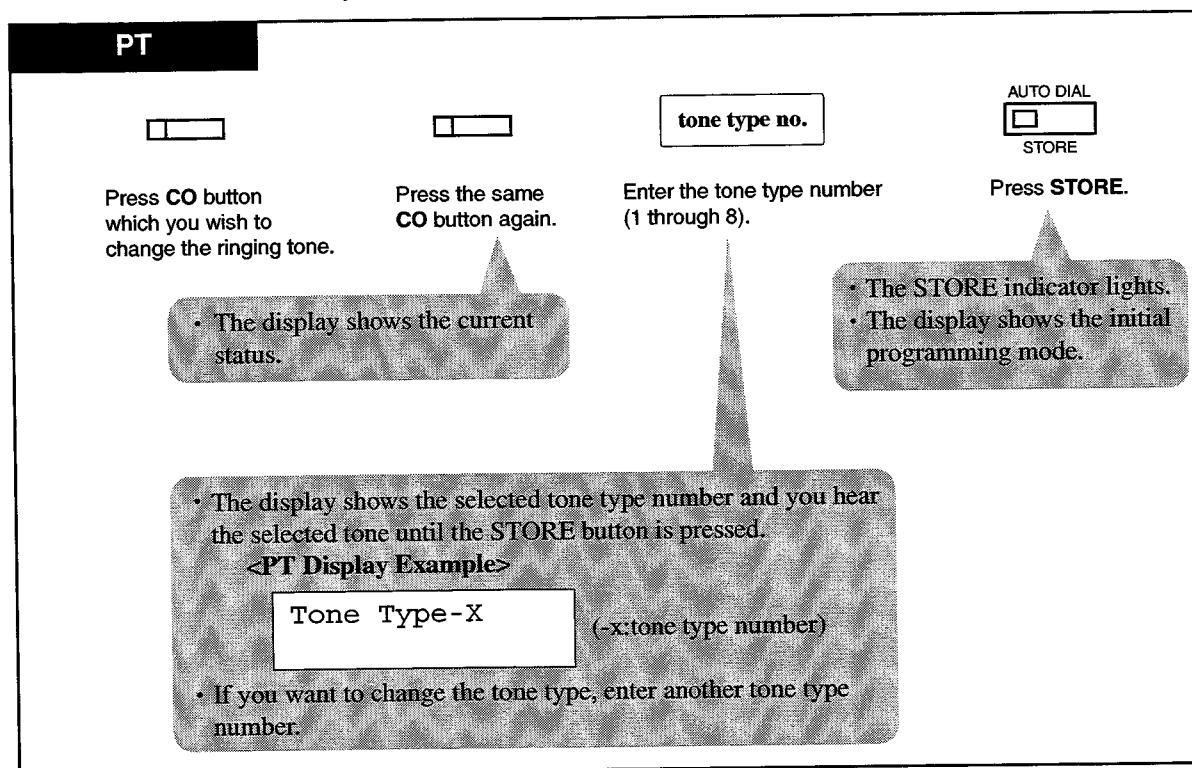 PT
Press CO button
which you wish to
change the ringing tone.
Press the same
CO button again.
tone type no.
Enter the tone type number
(1 through 8).
AUTO DIAL
STORE
Press STORE.
· The display shows the current
status.
· The STORE indicator lights.
· The display shows the initial
programming mode.
· The display shows the selected tone type number and you hear
the selected tone until the STORE button is pressed.
<PT Display Example>
Tone Type-X
(-x:tone type number)
· If you want to change the tone type, enter another tone type
number.